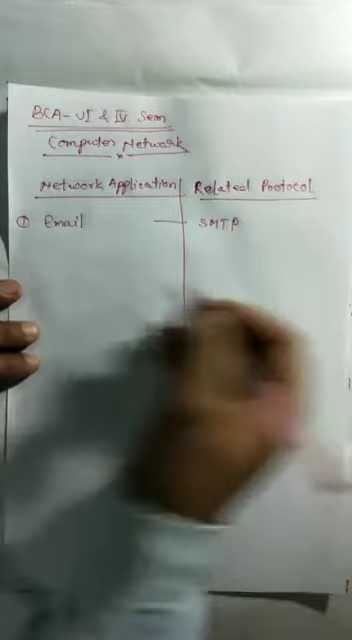 BCA-VI & IV Sem
Computer Network
Network Application | Related Protocol
① Email — SMTP